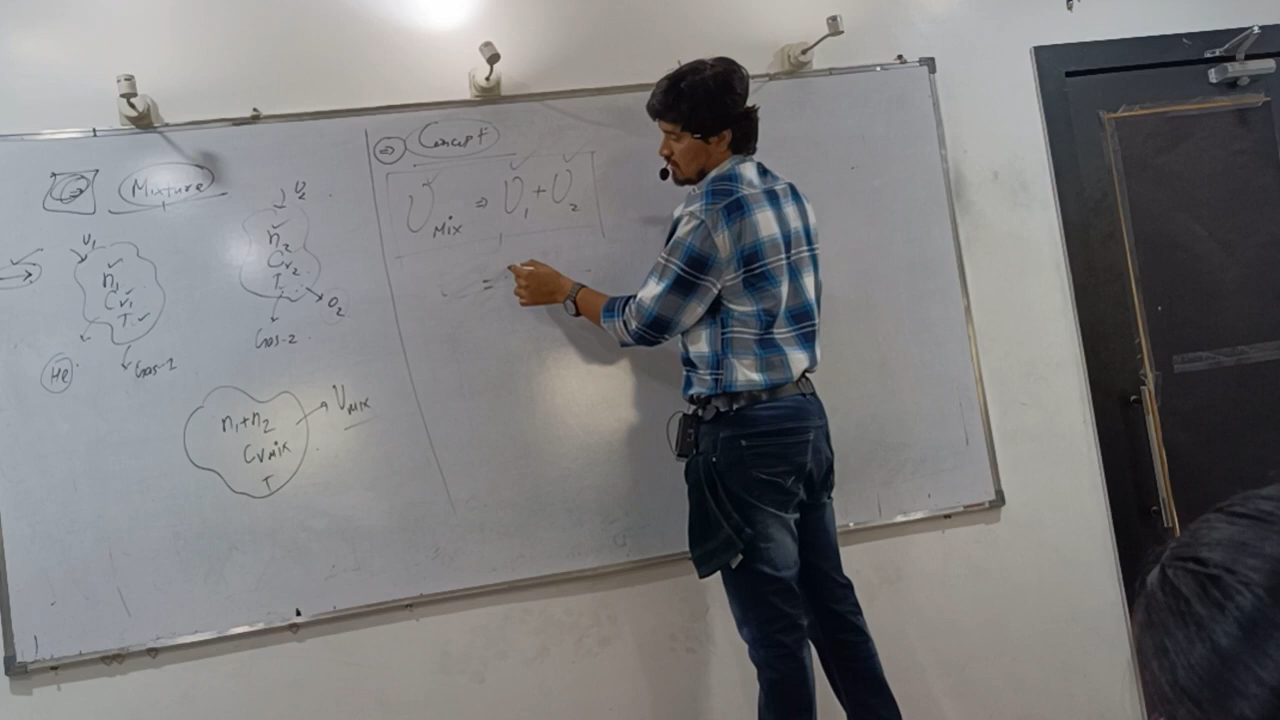 Mixture
U₁
n₁
Cv₁
T
He
Gas-1
U₂
n₂
Cv₂
T
O₂
Gas-2
n₁+n₂
CvMix
T
UMIX
⇒ Concept
UMIX ⇒ U₁+U₂
=